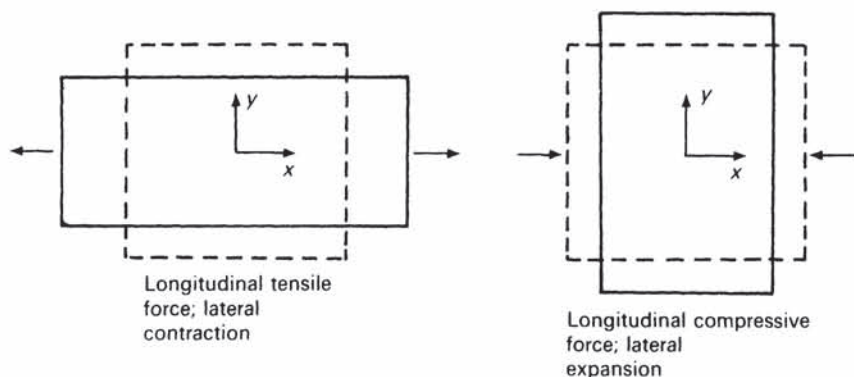 y
x
Longitudinal tensile
force; lateral
contraction
y
x
Longitudinal compressive
force; lateral
expansion